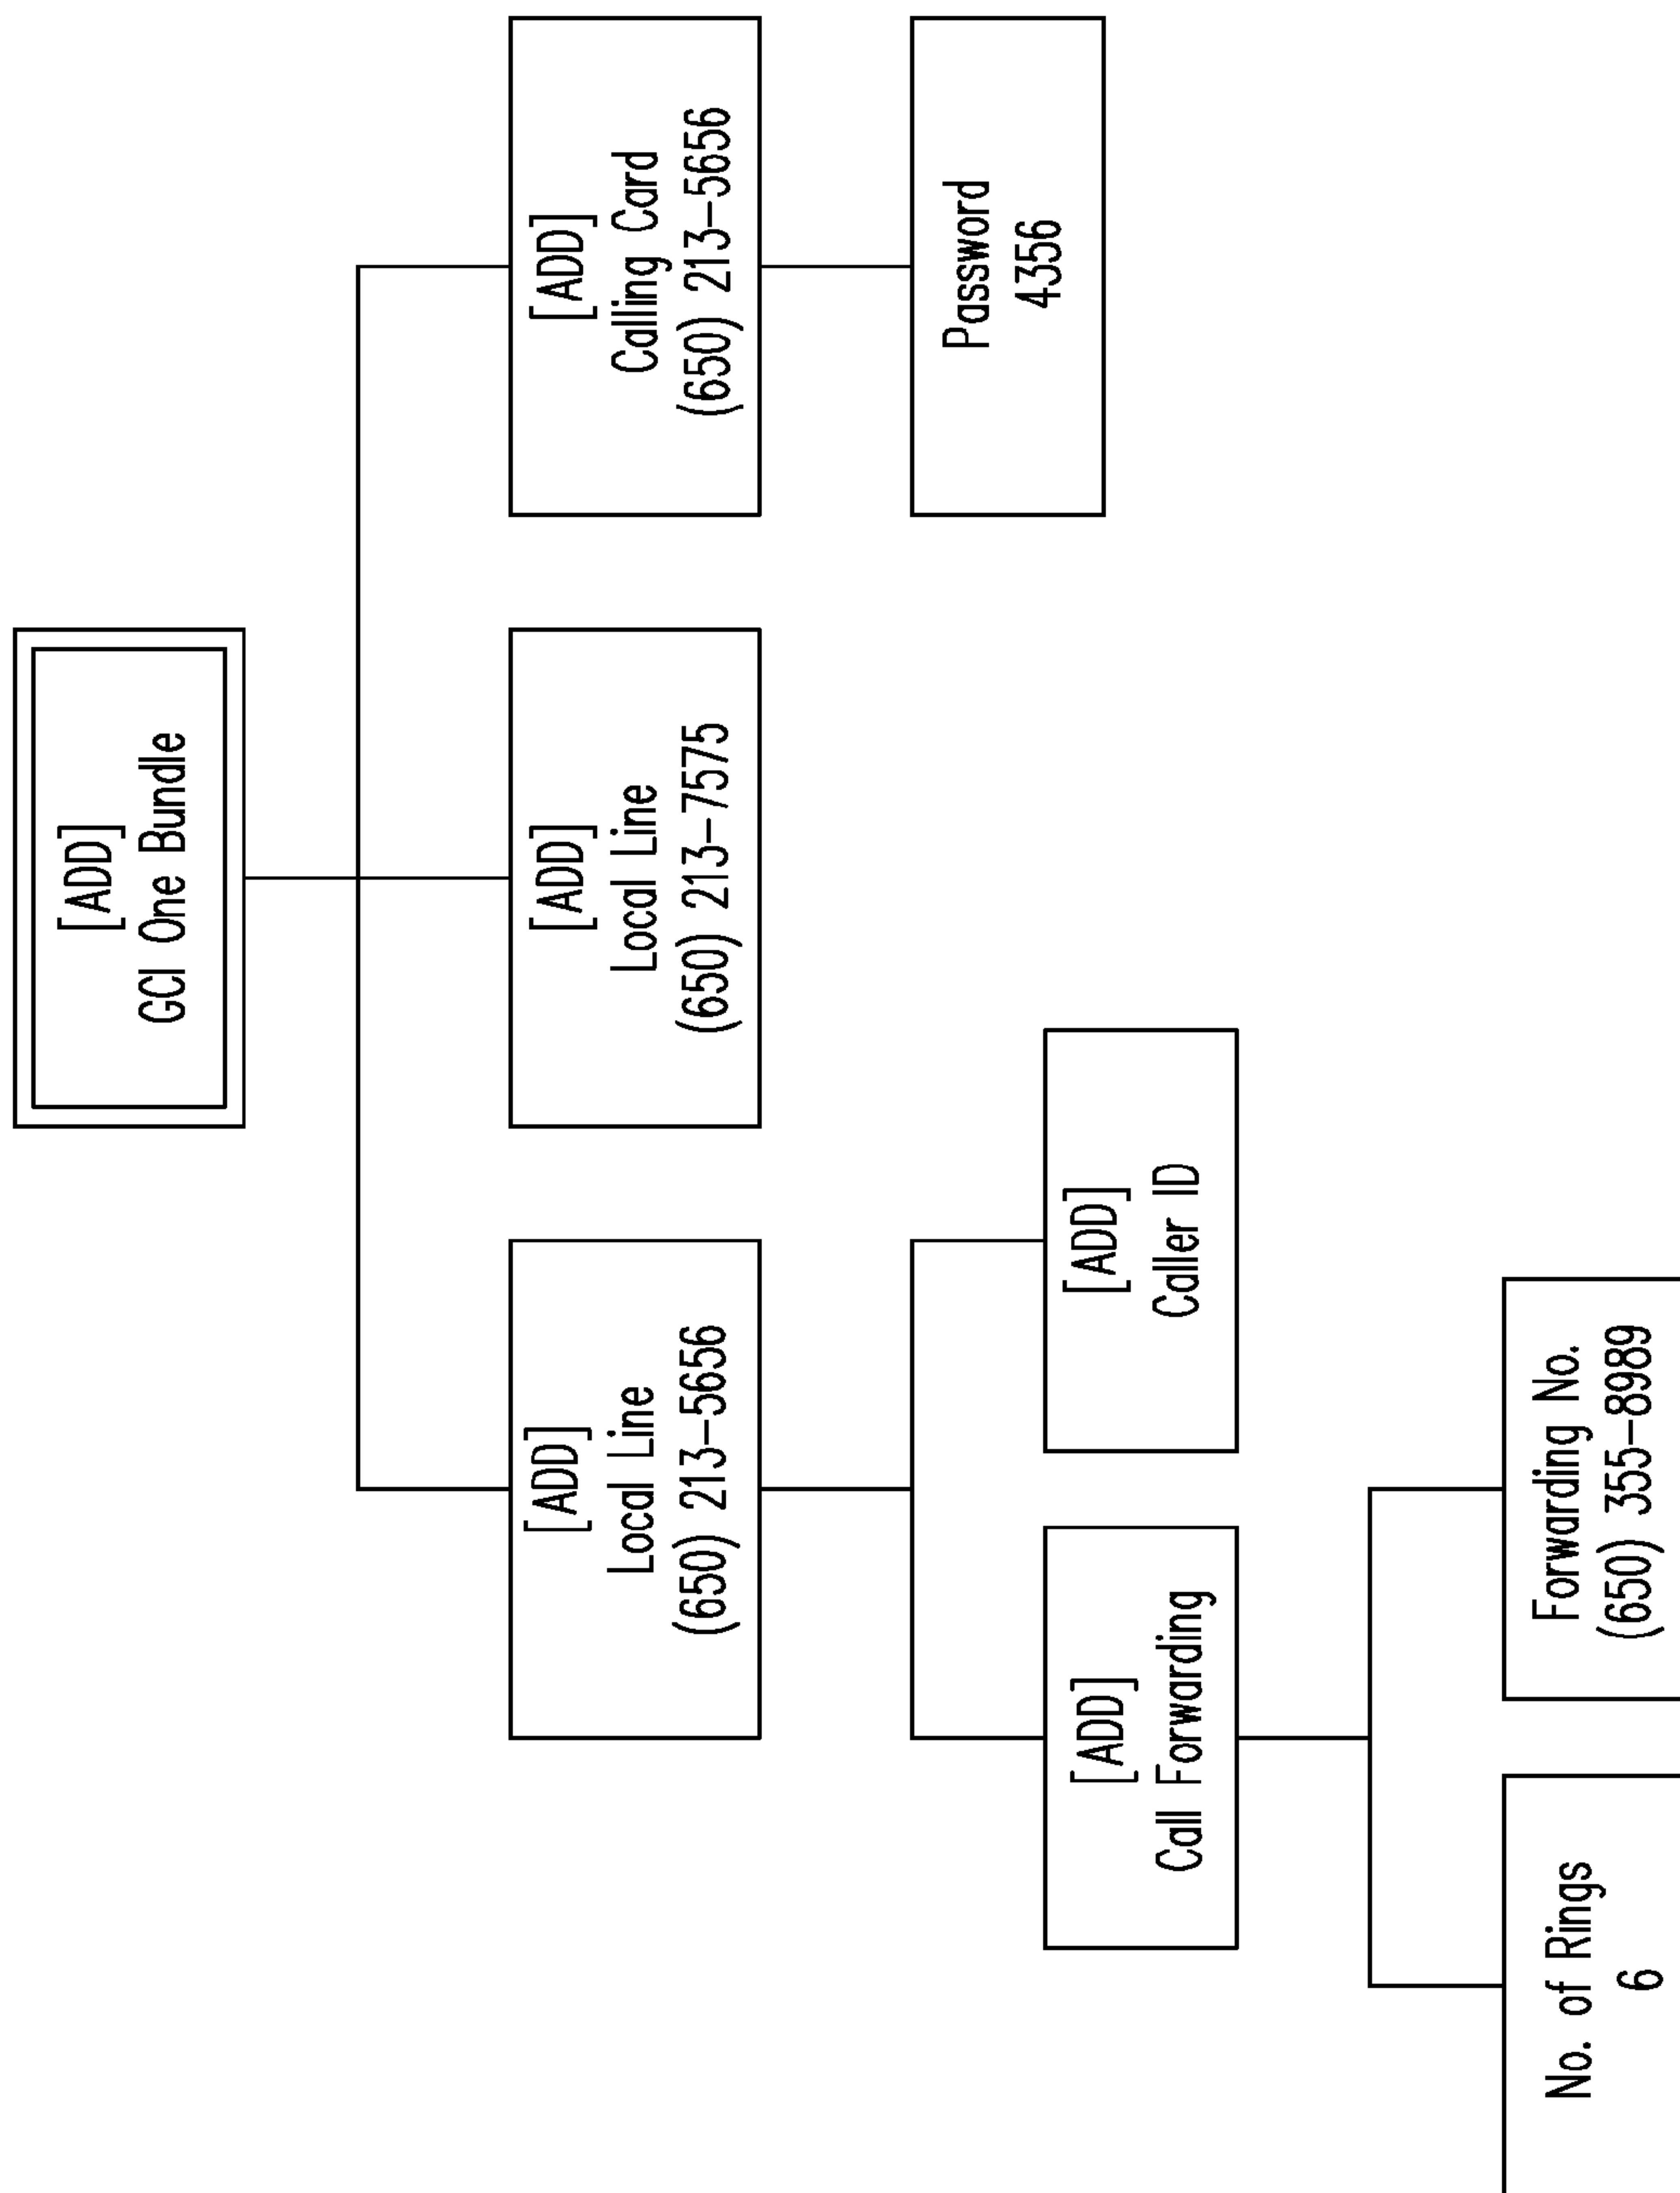 [ADD]
GCI One Bundle
[ADD]
Local Line
(650) 213-5656
[ADD]
Local Line
(650) 213-7575
[ADD]
Calling Card
(650) 213-5656
[ADD]
Call Forwarding
[ADD]
Caller ID
Password
4356
No. of Rings
6
Forwarding No.
(650) 355-8989